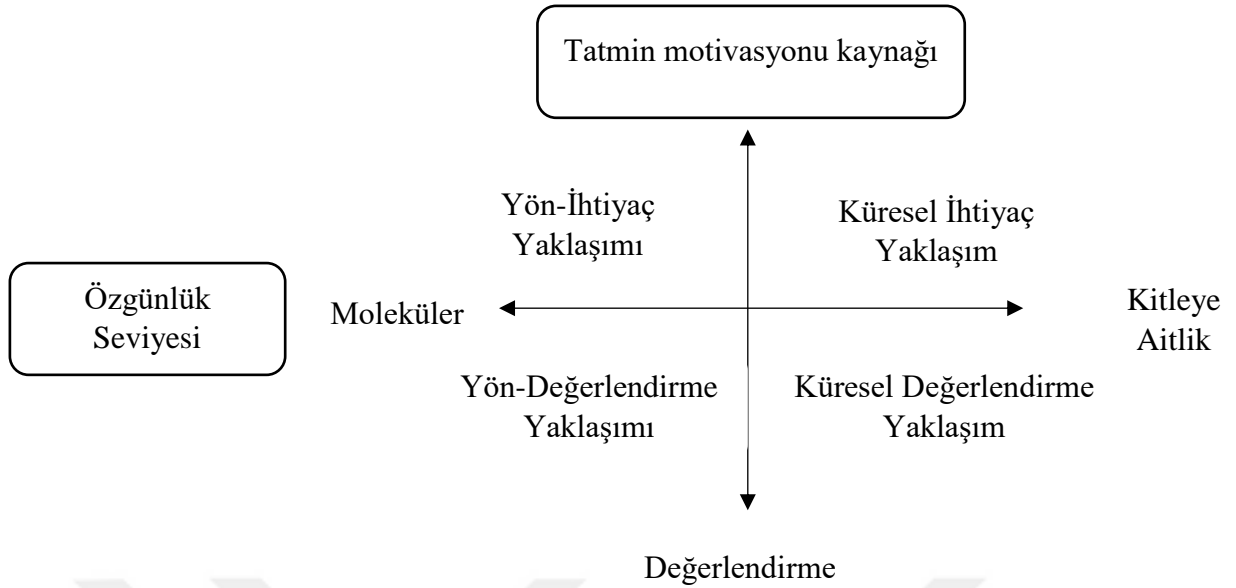 Tatmin motivasyonu kaynağı
Yön-İhtiyaç
Yaklaşımı
Küresel İhtiyaç
Yaklaşım
Özgünlük
Seviyesi
Moleküler
Kitleye
Aitlik
Yön-Değerlendirme
Yaklaşımı
Küresel Değerlendirme
Yaklaşım
Değerlendirme